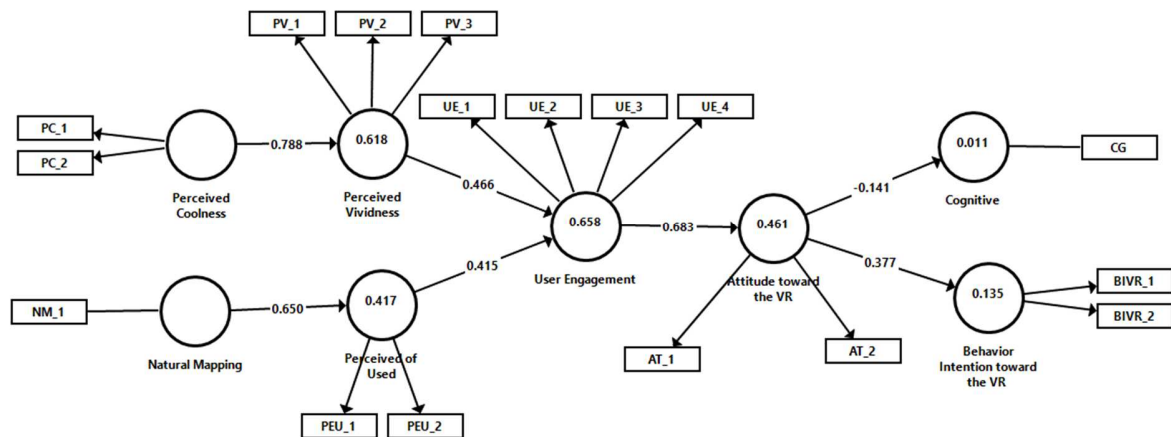 PV_1
PV_2
PV_3
UE_1
UE_2
UE_3
UE_4
PC_1
PC_2
0.788
0.618
0.011
CG
Perceived
Coolness
Perceived
Vividness
0.466
-0.141
Cognitive
0.658
0.683
0.461
0.415
User Engagement
0.377
Attitude toward
the VR
NM_1
0.650
0.417
0.135
BIVR_1
BIVR_2
Natural Mapping
Perceived of
Used
AT_1
AT_2
Behavior
Intention toward
the VR
PEU_1
PEU_2